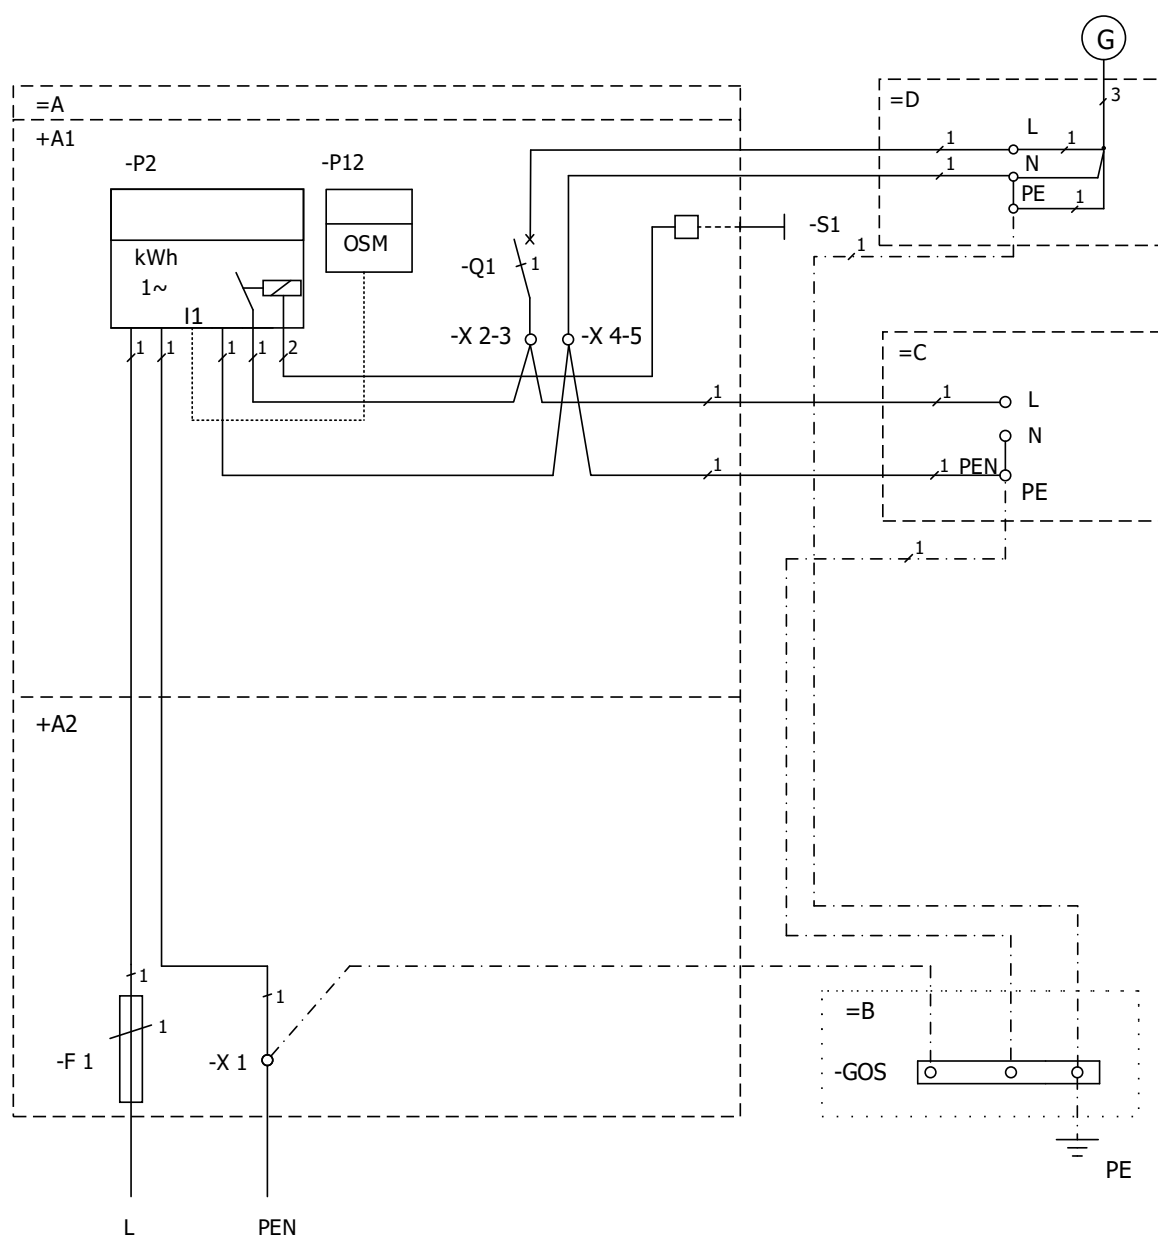 G
3
=A
=D
+A1
1
L
1
-P2
-P12
1
N
PE
1
-S1
OSM
kWh
-Q1
1
1
1~
I1
-X 2-3
-X 4-5
1
1
1
1
2
=C
1
1
L
N
1
1
PEN
PE
1
+A2
1
1
1
=B
-F 1
-X 1
-GOS
PE
L
PEN